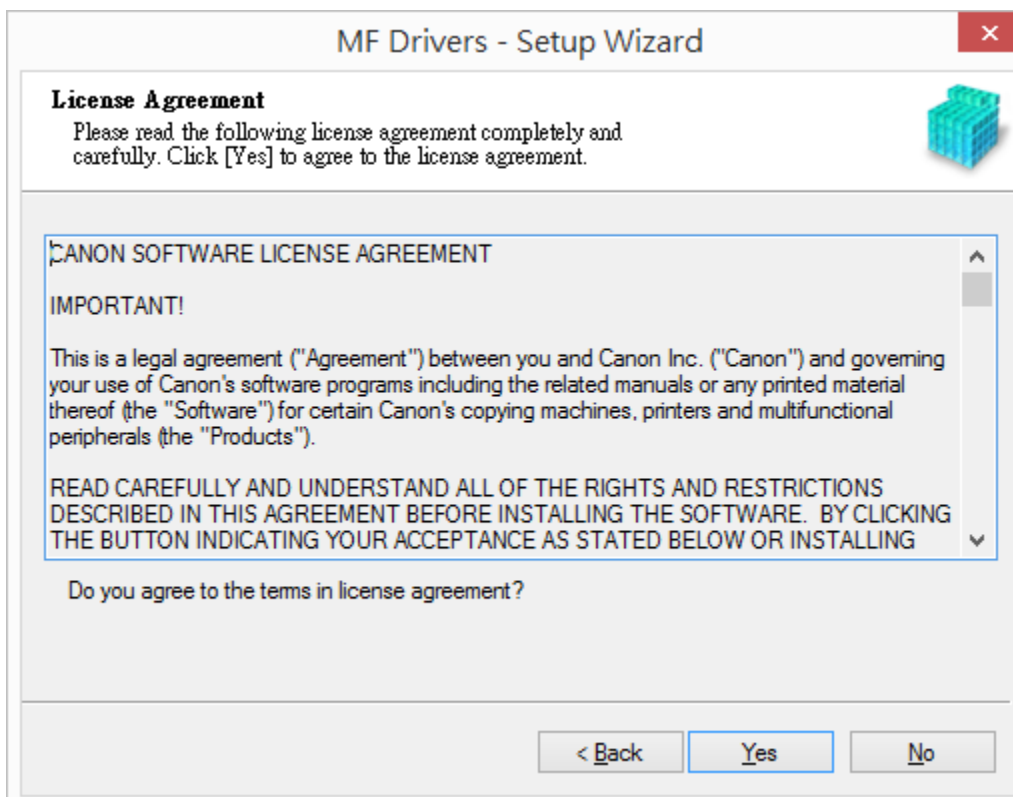 MF Drivers - Setup Wizard
License Agreement
Please read the following license agreement completely and
carefully. Click [Yes] to agree to the license agreement.
CANON SOFTWARE LICENSE AGREEMENT
IMPORTANT!
This is a legal agreement ("Agreement") between you and Canon Inc. ("Canon") and governing
your use of Canon's software programs including the related manuals or any printed material
thereof (the "Software") for certain Canon's copying machines, printers and multifunctional
peripherals (the "Products").
READ CAREFULLY AND UNDERSTAND ALL OF THE RIGHTS AND RESTRICTIONS
DESCRIBED IN THIS AGREEMENT BEFORE INSTALLING THE SOFTWARE.  BY CLICKING
THE BUTTON INDICATING YOUR ACCEPTANCE AS STATED BELOW OR INSTALLING
Do you agree to the terms in license agreement?
< Back
Yes
No